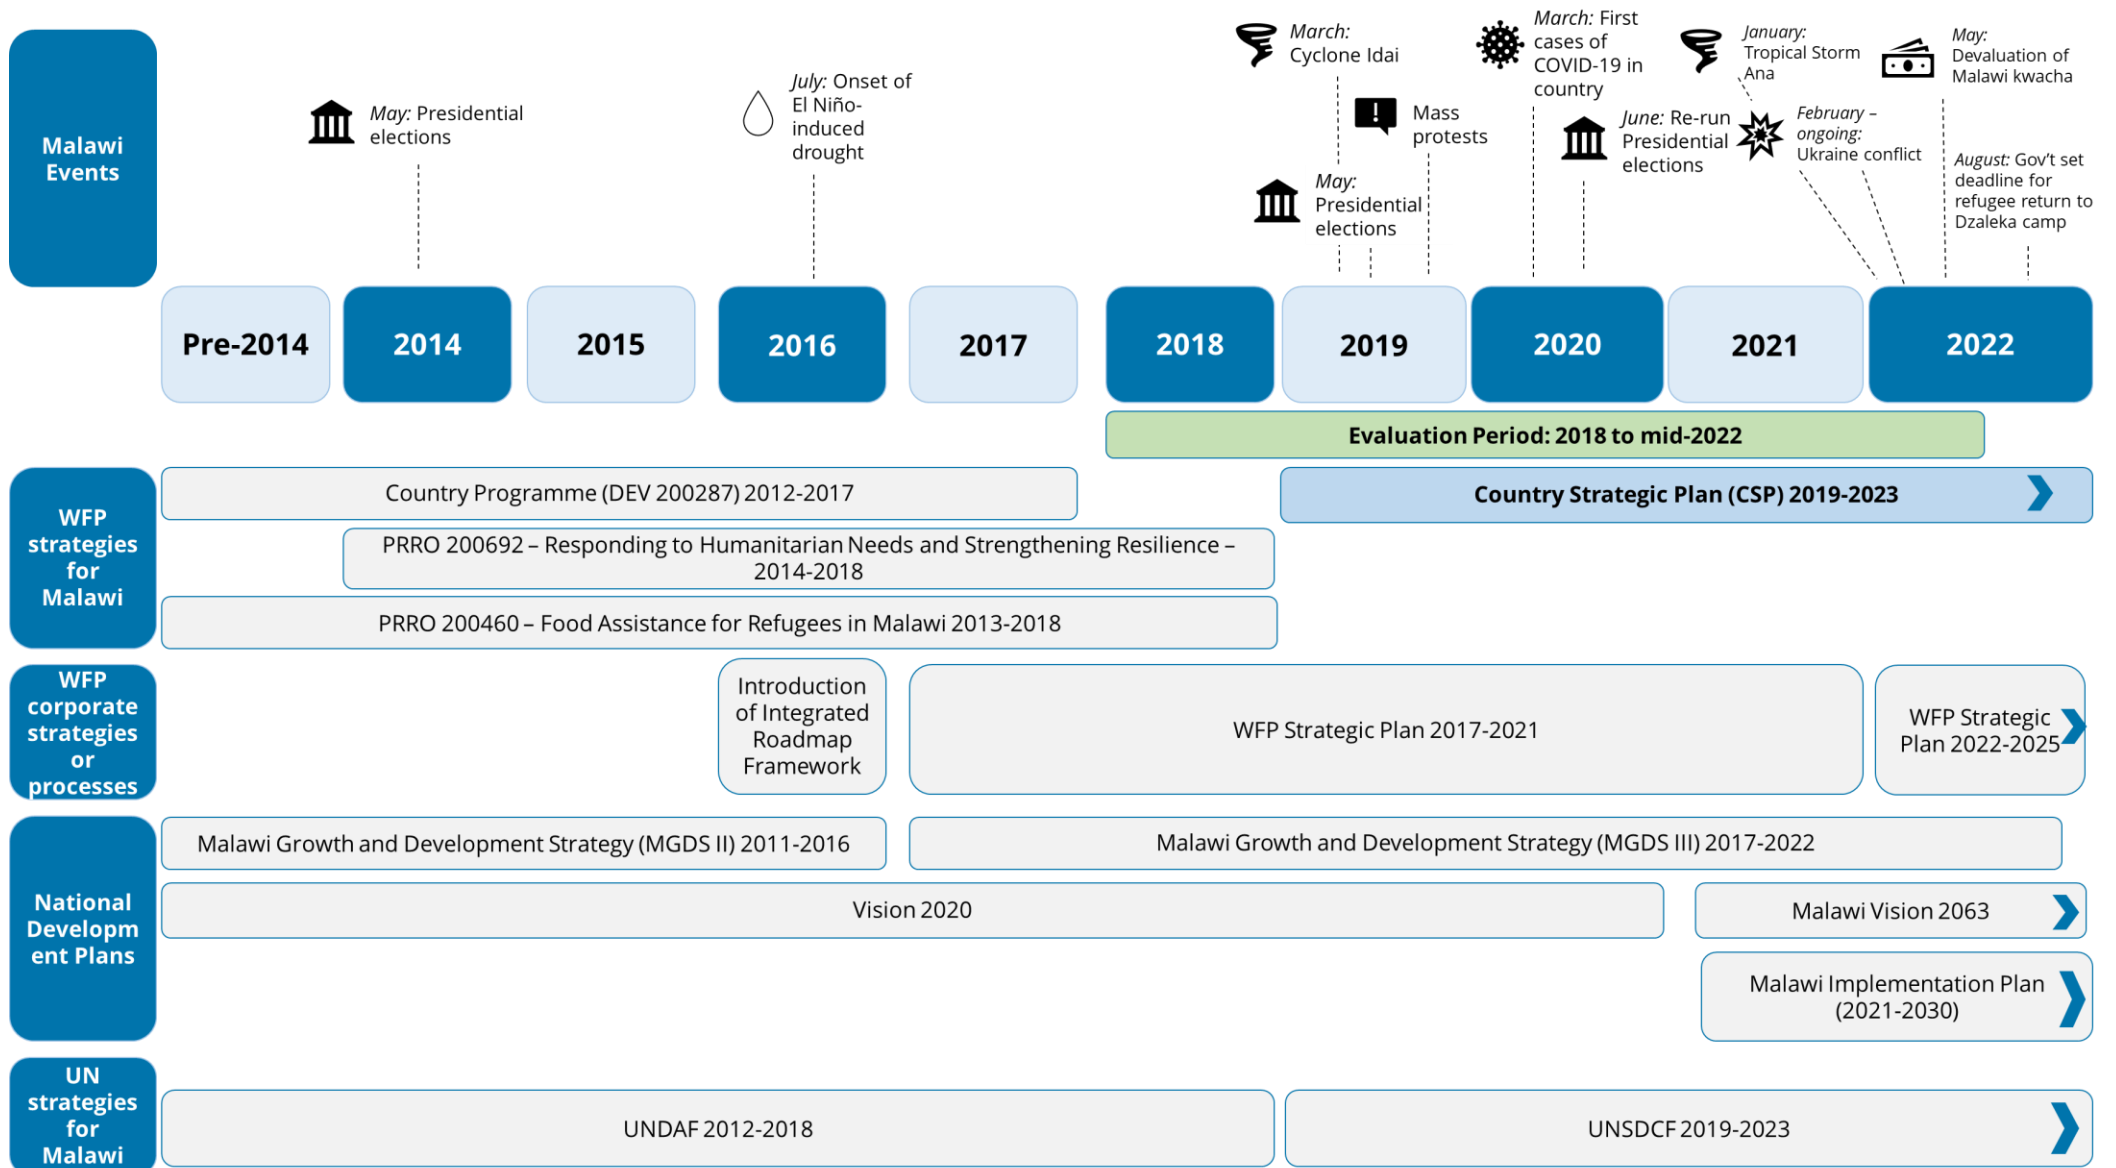 Malawi
Events
May: Presidential
elections
July: Onset of
El Niño-
induced
drought
March:
Cyclone Idai
Mass
protests
May:
Presidential
elections
March: First
cases of
COVID-19 in
country
June: Re-run
Presidential
elections
January:
Tropical Storm
Ana
February –
ongoing:
Ukraine conflict
May:
Devaluation of
Malawi kwacha
August: Gov't set
deadline for
refugee return to
Dzaleka camp
Pre-2014
2014
2015
2016
2017
2018
2019
2020
2021
2022
Evaluation Period: 2018 to mid-2022
WFP
strategies
for
Malawi
Country Programme (DEV 200287) 2012-2017
Country Strategic Plan (CSP) 2019-2023
PRRO 200692 – Responding to Humanitarian Needs and Strengthening Resilience –
2014-2018
PRRO 200460 – Food Assistance for Refugees in Malawi 2013-2018
WFP
corporate
strategies
or
processes
Introduction
of Integrated
Roadmap
Framework
WFP Strategic Plan 2017-2021
WFP Strategic
Plan 2022-2025
National
Developm
ent Plans
Malawi Growth and Development Strategy (MGDS II) 2011-2016
Malawi Growth and Development Strategy (MGDS III) 2017-2022
Vision 2020
Malawi Vision 2063
Malawi Implementation Plan
(2021-2030)
UN
strategies
for
Malawi
UNDAF 2012-2018
UNSDCF 2019-2023